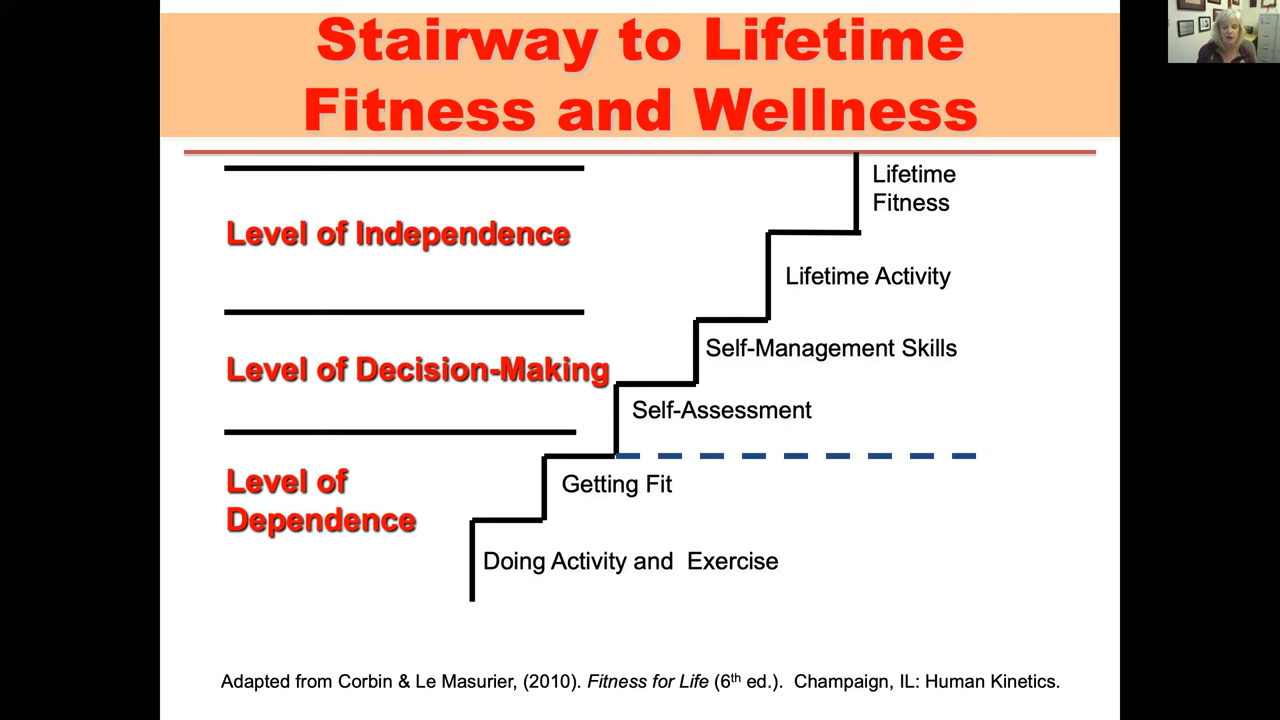 Stairway to Lifetime
Fitness and Wellness
Lifetime
Fitness
Level of Independence
Lifetime Activity
Self-Management Skills
Level of Decision-Making
Self-Assessment
Level of
Dependence
Getting Fit
Doing Activity and  Exercise
Adapted from Corbin & Le Masurier, (2010). Fitness for Life (6th ed.).  Champaign, IL: Human Kinetics.